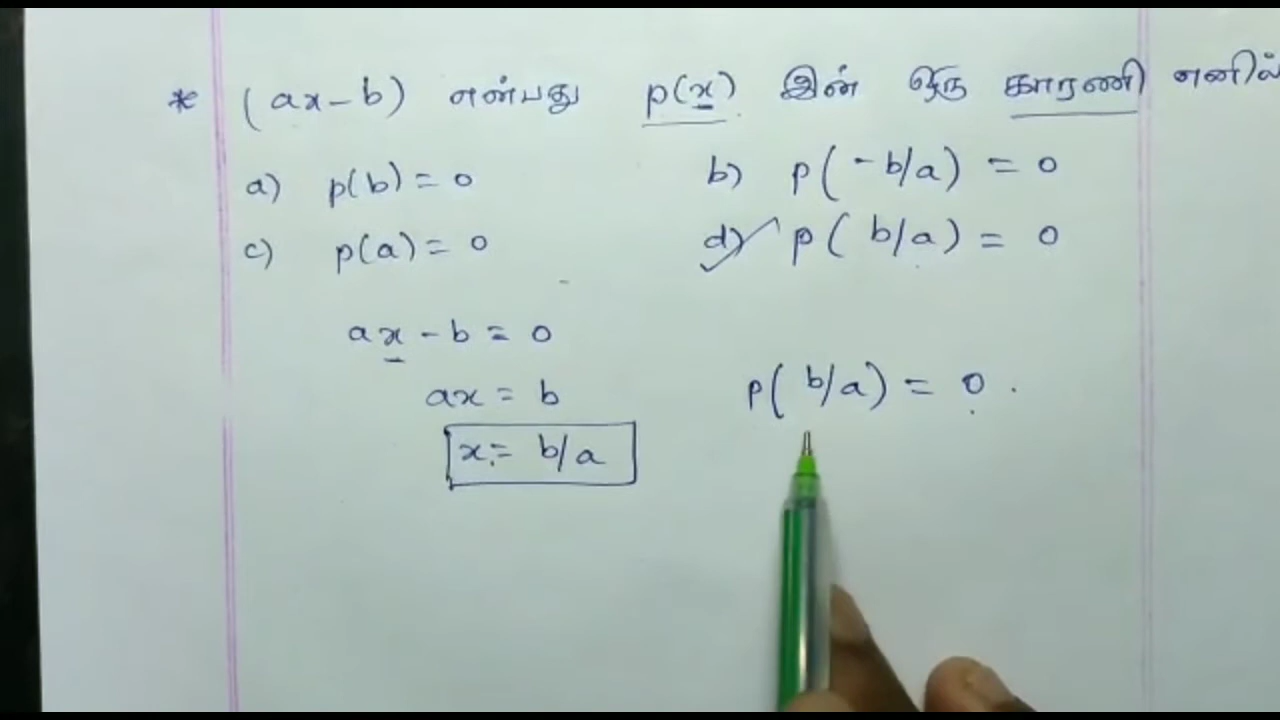 * (ax-b) என்பது p(x) இன் ஒரு காரணி எனில்
a) p(b) = 0 b) p(-b/a) = 0
c) p(a) = 0 d) p(b/a) = 0
ax - b = 0
ax = b p(b/a) = 0.
x = b/a